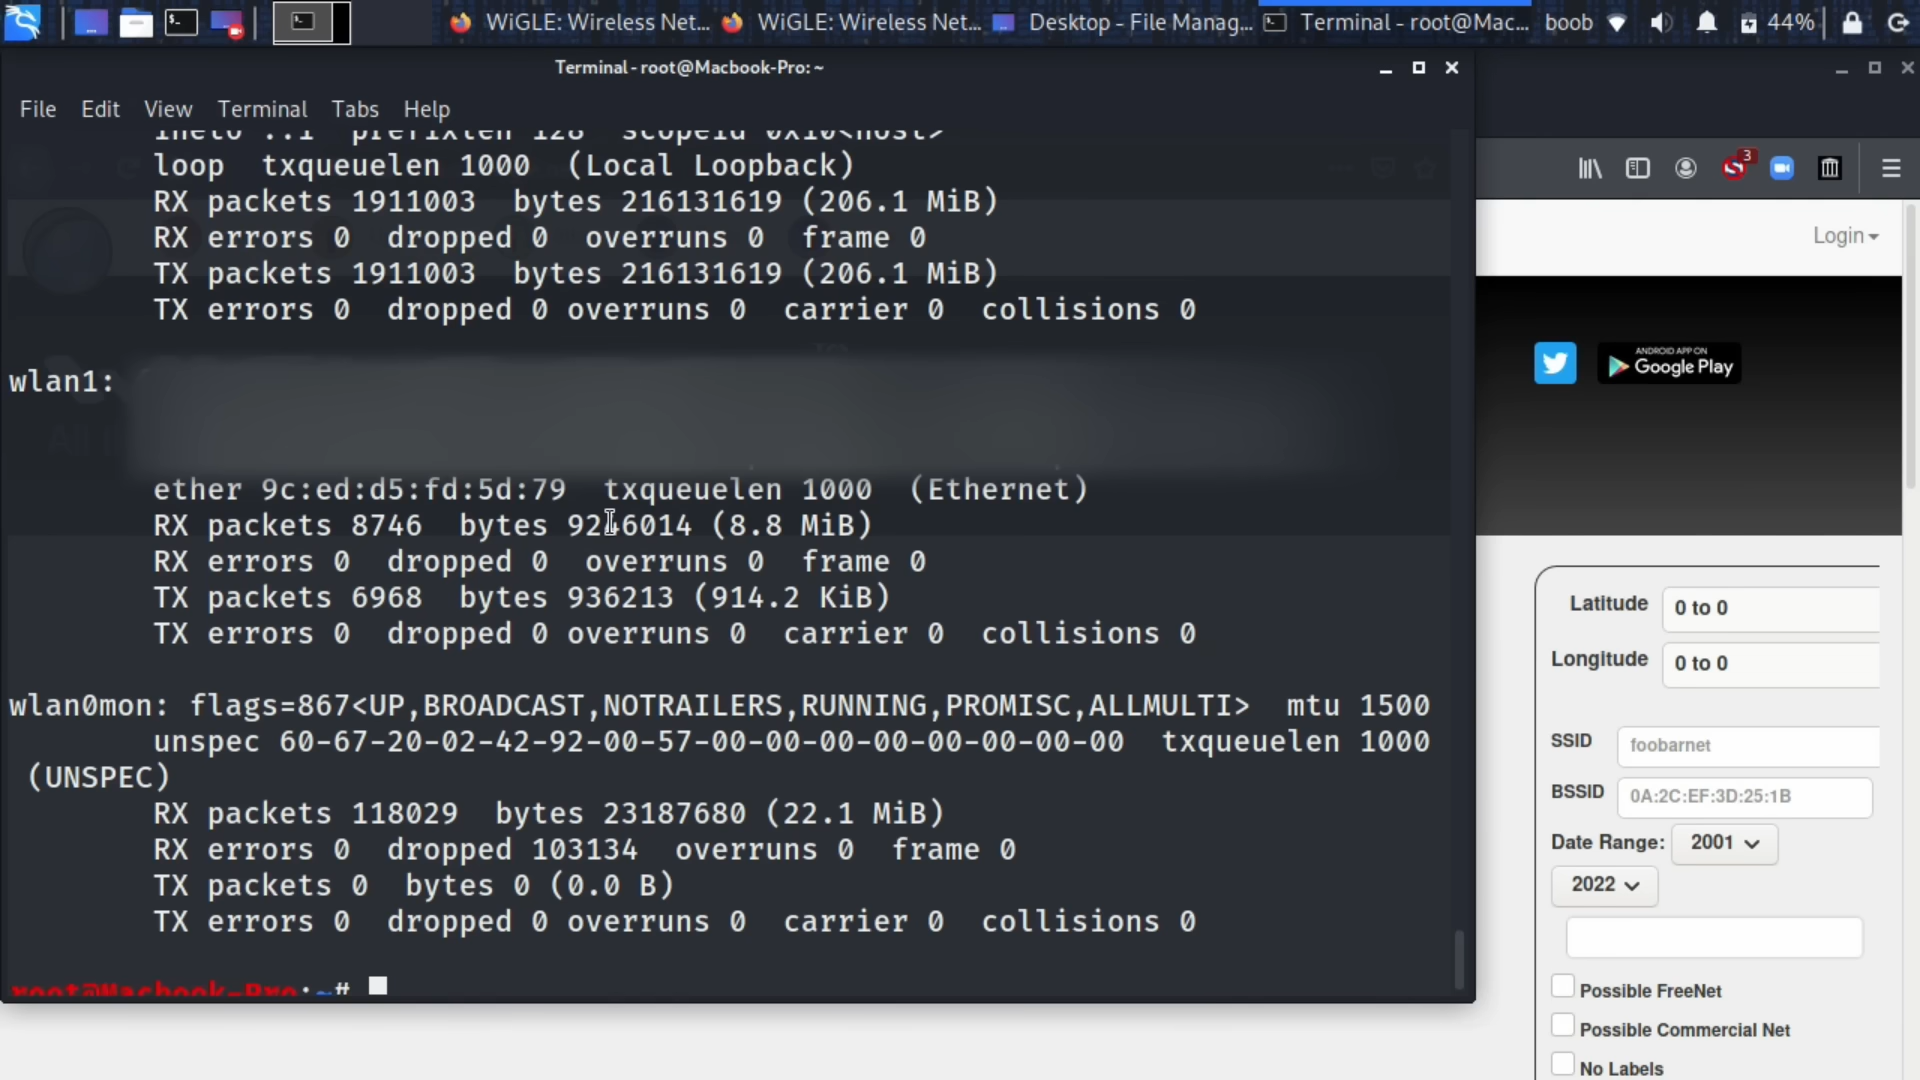 WiGLE: Wireless Net... WiGLE: Wireless Net... Desktop - File Manag... Terminal - root@Mac... boob 44%
Terminal - root@Macbook-Pro: ~
File Edit View Terminal Tabs Help
inet6 ::1 prefixlen 128 scopeid 0x10<host>
loop txqueuelen 1000 (Local Loopback)
RX packets 1911003 bytes 216131619 (206.1 MiB)
RX errors 0 dropped 0 overruns 0 frame 0
TX packets 1911003 bytes 216131619 (206.1 MiB)
TX errors 0 dropped 0 overruns 0 carrier 0 collisions 0
wlan1:
ether 9c:ed:d5:fd:5d:79 txqueuelen 1000 (Ethernet)
RX packets 8746 bytes 9246014 (8.8 MiB)
RX errors 0 dropped 0 overruns 0 frame 0
TX packets 6968 bytes 936213 (914.2 KiB)
TX errors 0 dropped 0 overruns 0 carrier 0 collisions 0
wlan0mon: flags=867<UP,BROADCAST,NOTRAILERS,RUNNING,PROMISC,ALLMULTI> mtu 1500
unspec 60-67-20-02-42-92-00-57-00-00-00-00-00-00-00-00 txqueuelen 1000
(UNSPEC)
RX packets 118029 bytes 23187680 (22.1 MiB)
RX errors 0 dropped 103134 overruns 0 frame 0
TX packets 0 bytes 0 (0.0 B)
TX errors 0 dropped 0 overruns 0 carrier 0 collisions 0
root@Macbook-Pro:~#
3
Login
ANDROID APP ON
Google Play
Latitude 0 to 0
Longitude 0 to 0
SSID foobarnet
BSSID 0A:2C:EF:3D:25:1B
Date Range: 2001
2022
Possible FreeNet
Possible Commercial Net
No Labels